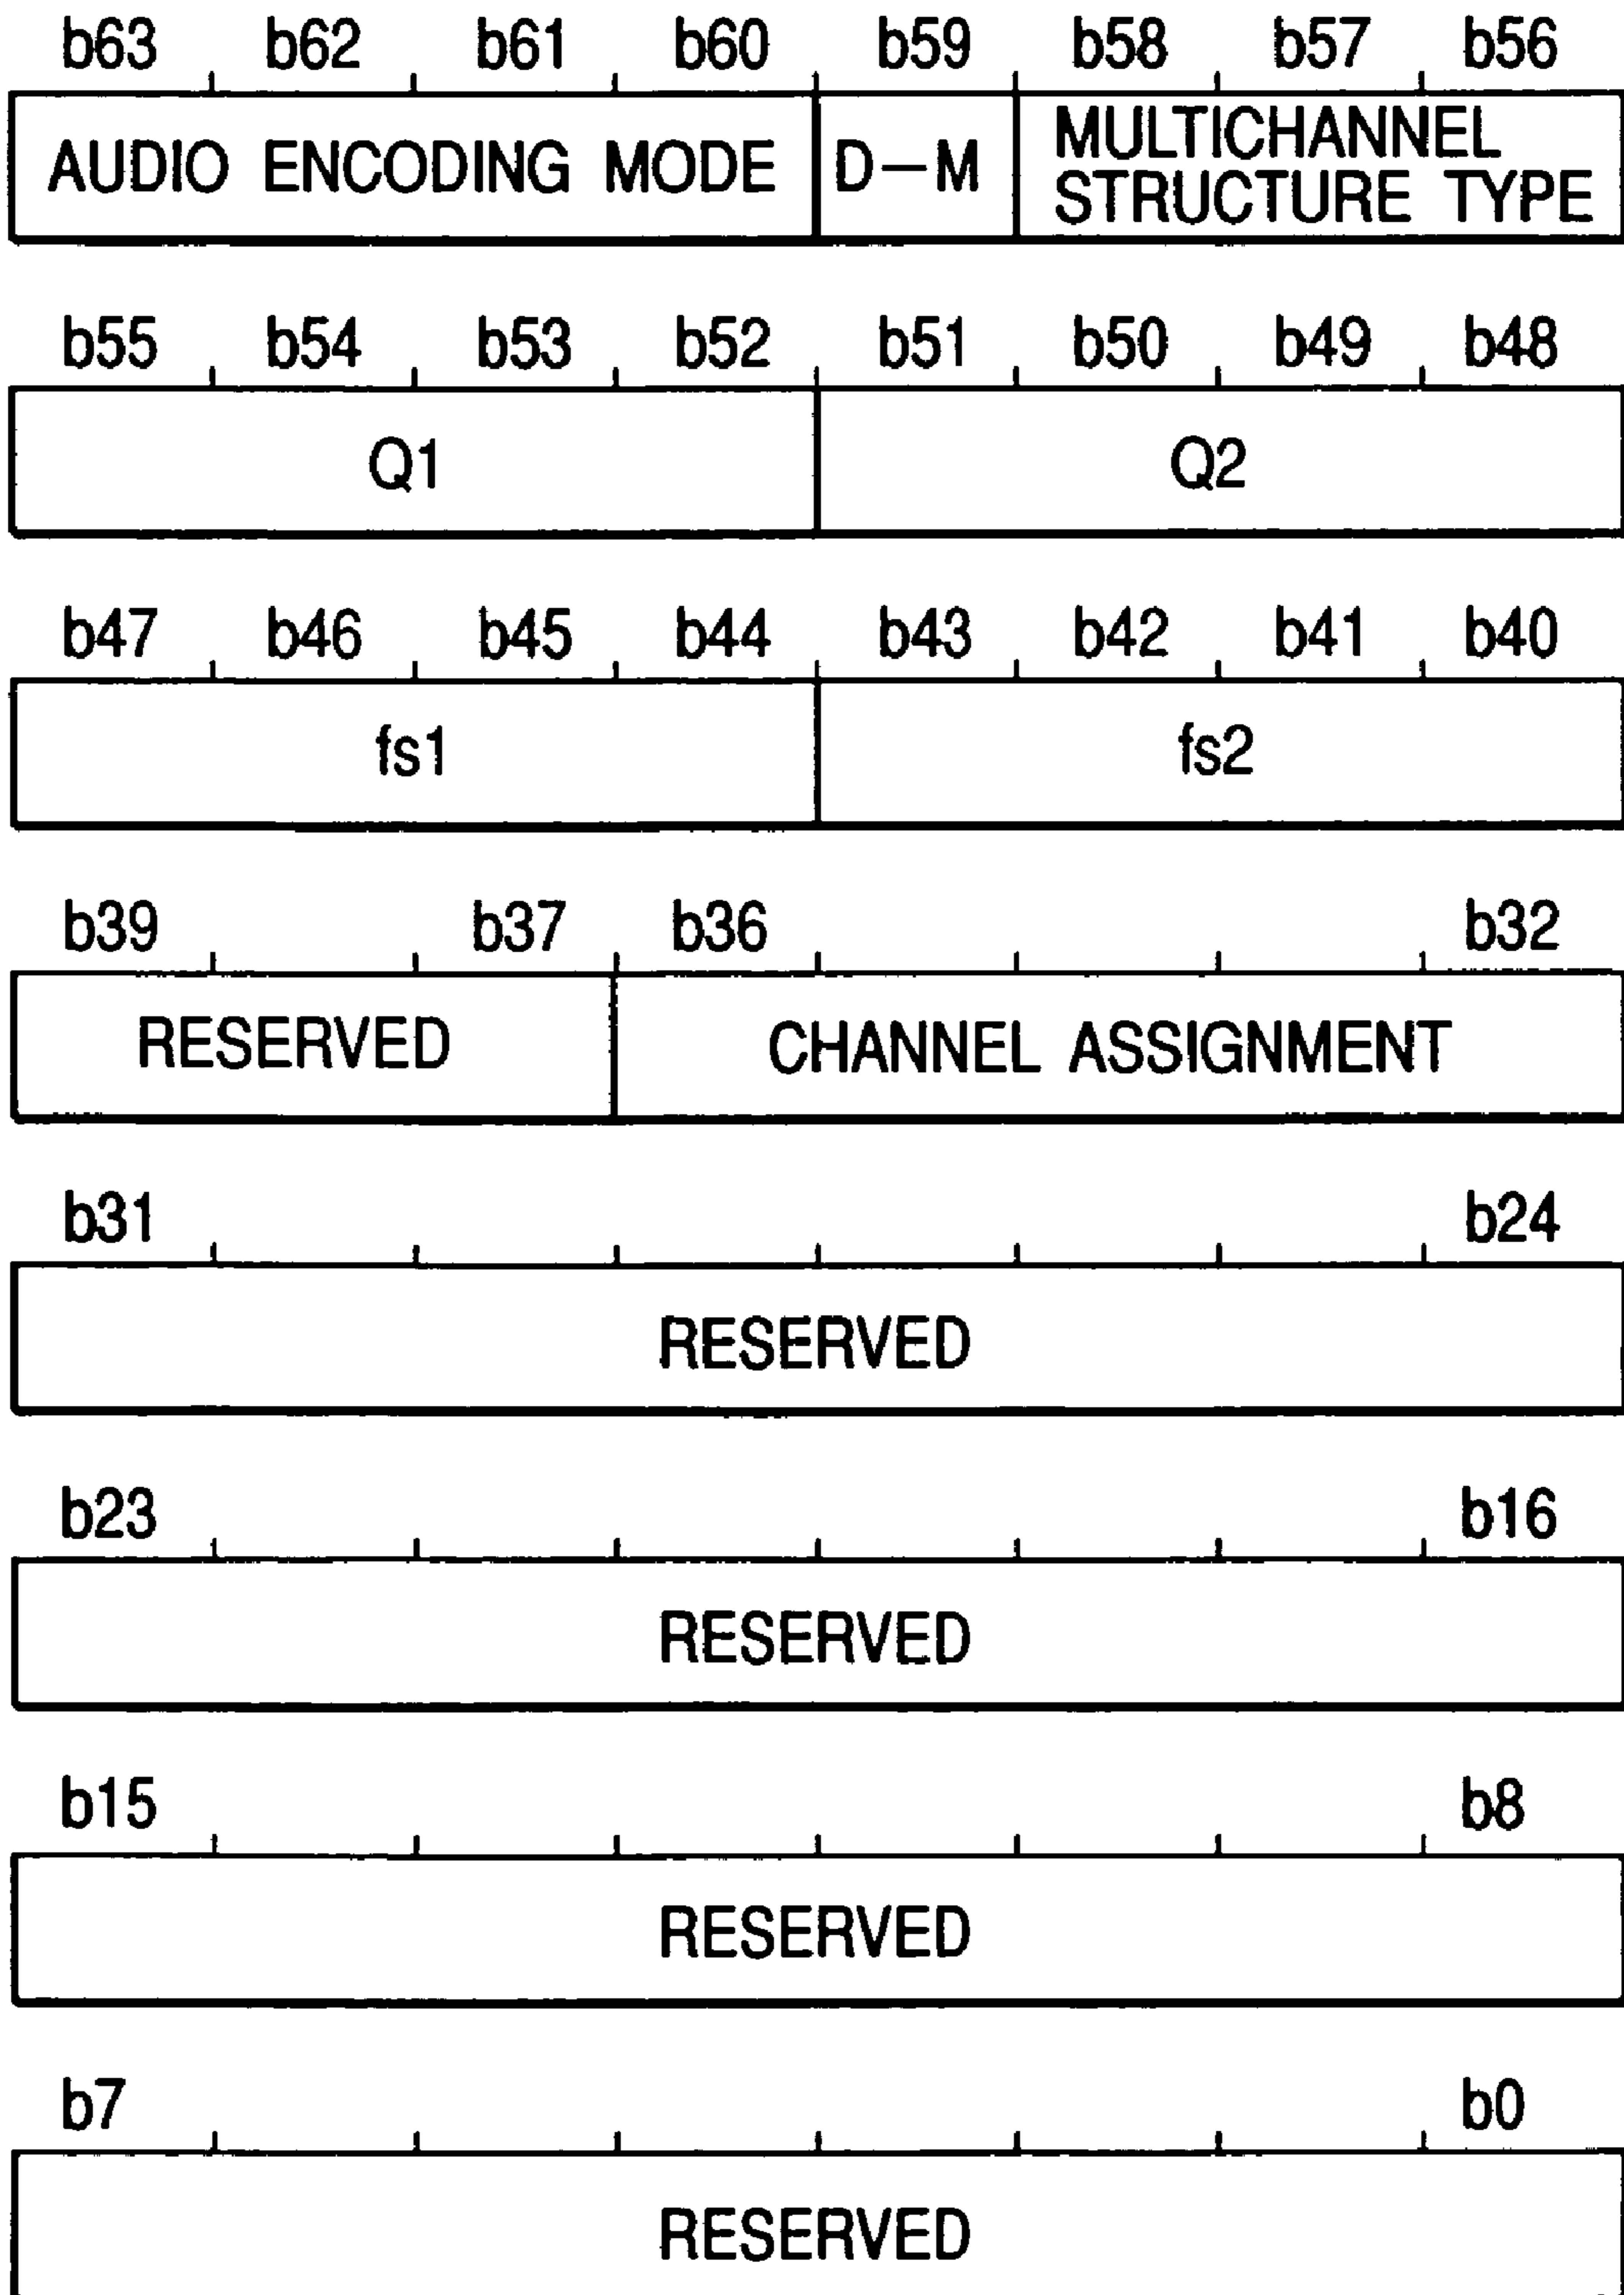 b63 b62 b61 b60 b59 b58 b57 b56
AUDIO ENCODING MODE D-M MULTICHANNEL
STRUCTURE TYPE
b55 b54 b53 b52 b51 b50 b49 b48
Q1 Q2
b47 b46 b45 b44 b43 b42 b41 b40
fs1 fs2
b39 b37 b36 b32
RESERVED CHANNEL ASSIGNMENT
b31 b24
RESERVED
b23 b16
RESERVED
b15 b8
RESERVED
b7 b0
RESERVED